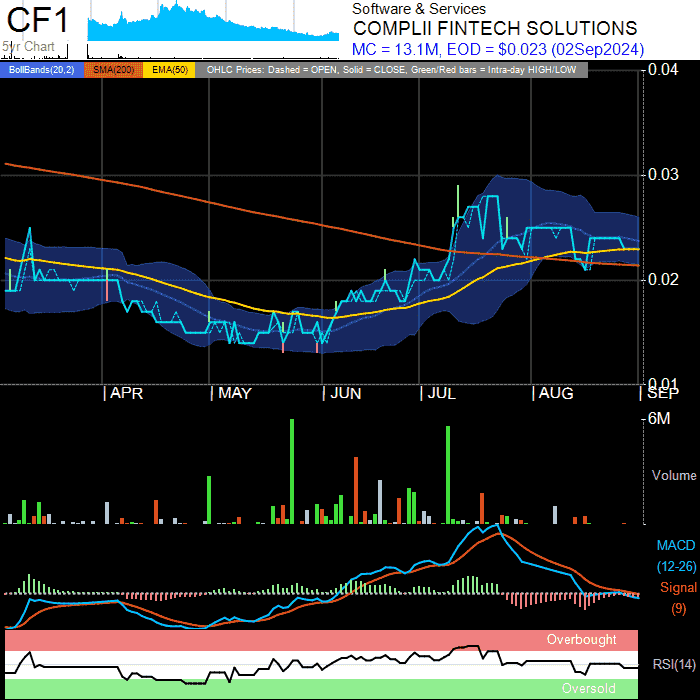 CF1
5yr Chart
Software & Services
COMPLII FINTECH SOLUTIONS
MC = 13.1M, EOD = $0.023 (02Sep2024)
BollBands(20,2) SMA(200) EMA(50) OHLC Prices: Dashed = OPEN, Solid = CLOSE, Green/Red bars = Intra-day HIGH/LOW
0.04
0.03
0.02
0.01
APR MAY JUN JUL AUG SEP
6M
Volume
MACD
(12-26)
Signal
(9)
Overbought
RSI(14)
Oversold